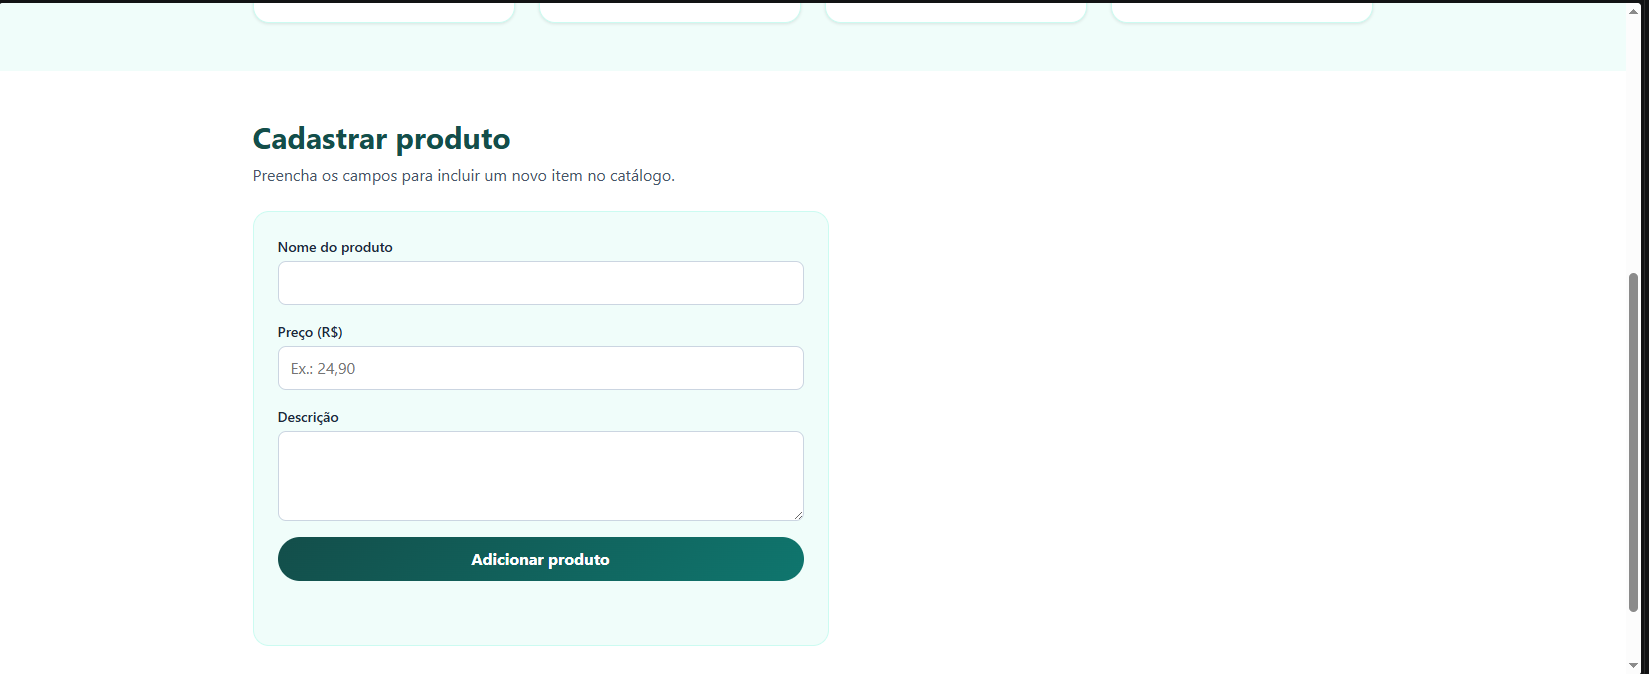 Cadastrar produto
Preencha os campos para incluir um novo item no catálogo.
Nome do produto
Preço (R$)
Ex.: 24,90
Descrição
Adicionar produto